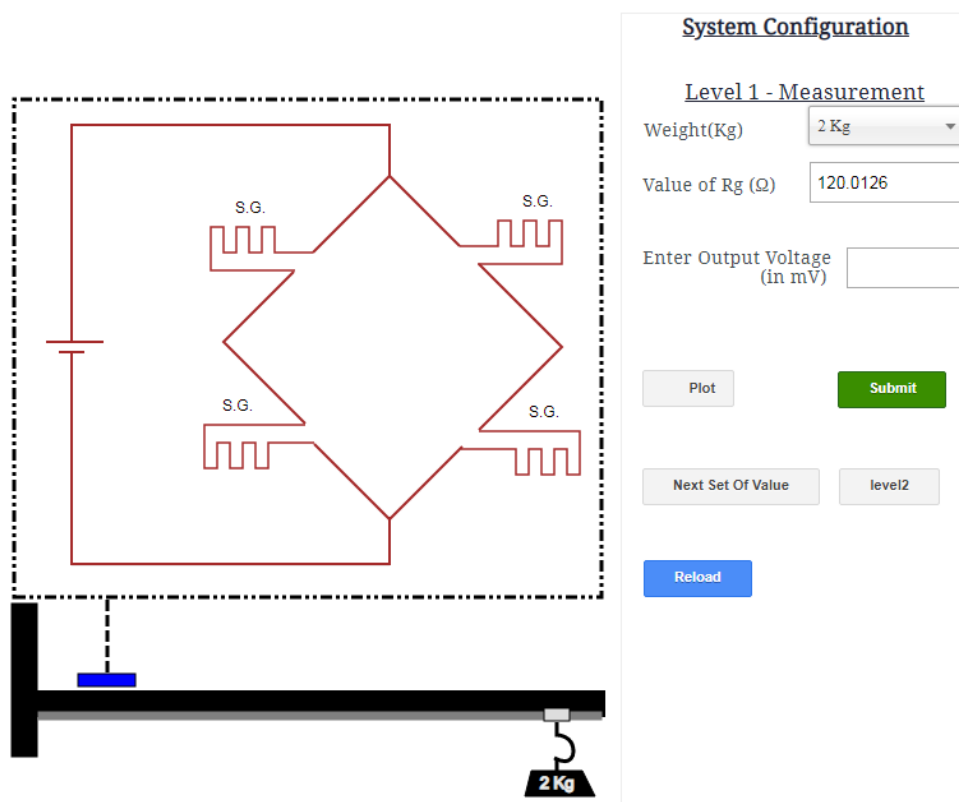 System Configuration
Level 1 - Measurement
Weight(Kg)
2 Kg
Value of Rg (Ω)
120.0126
Enter Output Voltage
(in mV)
Plot
Submit
Next Set Of Value
level2
Reload
S.G.
S.G.
S.G.
S.G.
2 Kg